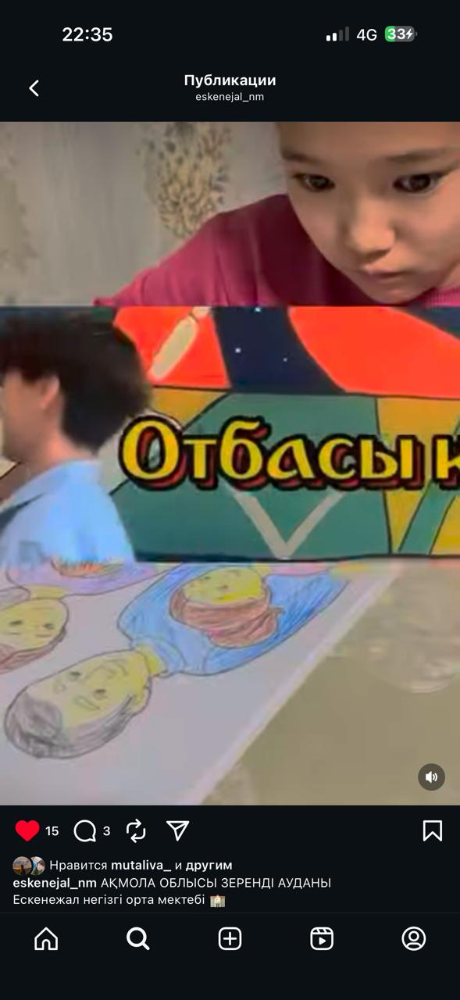 22:35
4G
33
Публикации
eskenejal_nm
Отбасы
15
3
Нравится mutaliva_ и другим
eskenejal_nm АҚМОЛА ОБЛЫСЫ ЗЕРЕНДІ АУДАНЫ
Ескенежал негізгі орта мектебі 🏫